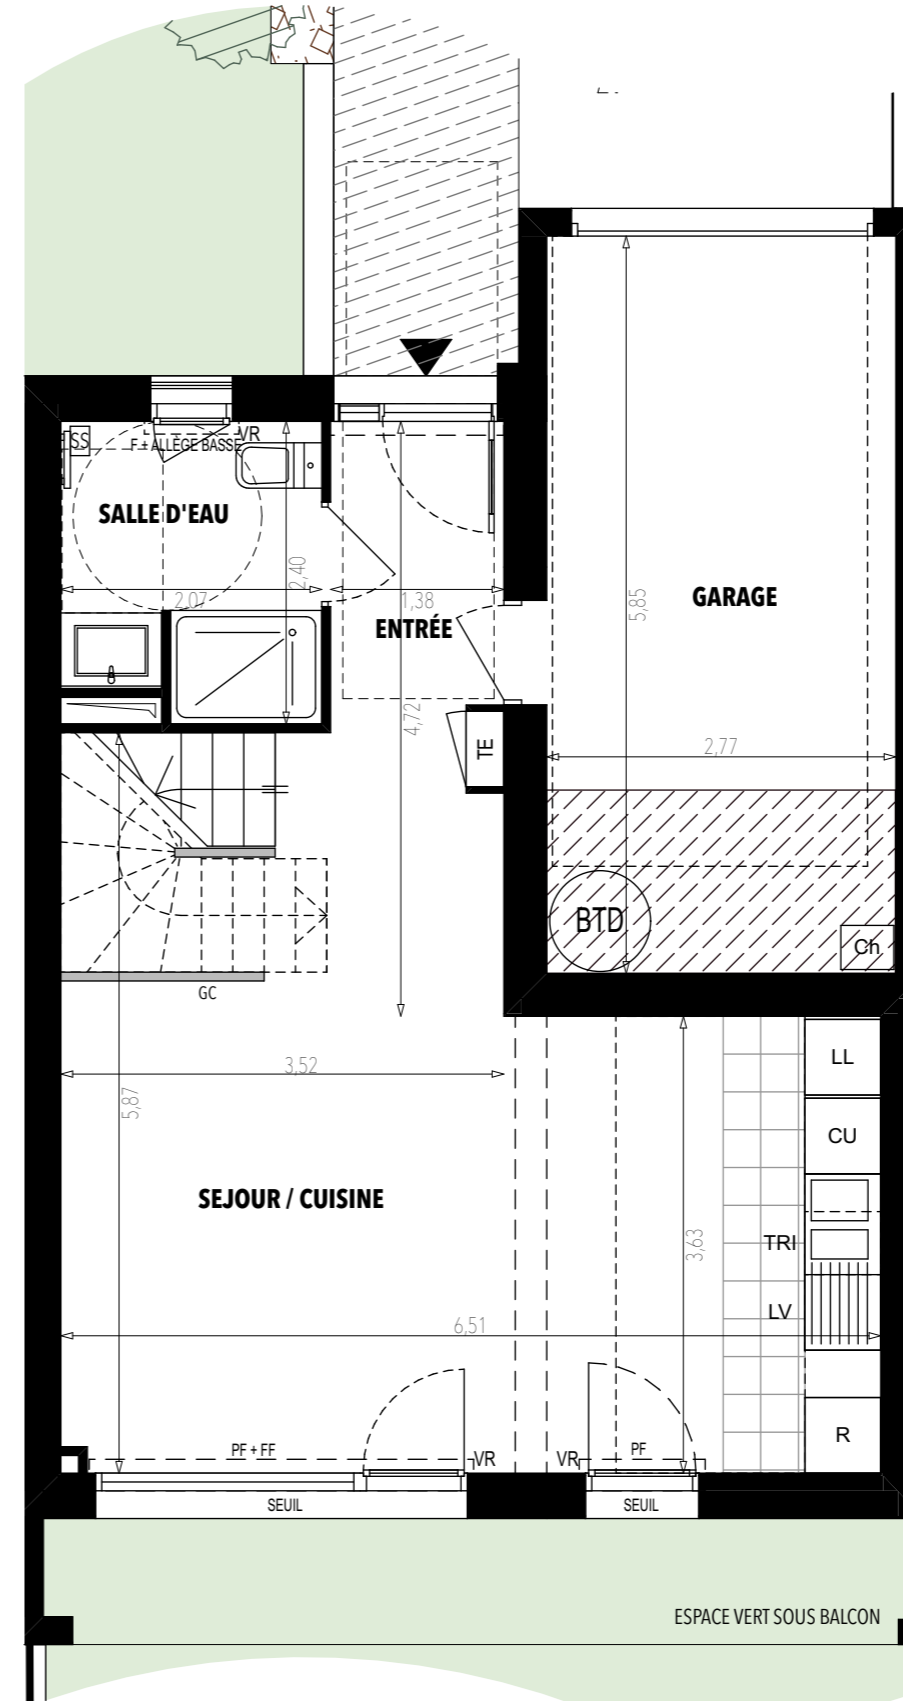 SS
F + ALLÈGE BASSE
VR
SALLE D'EAU
2,40
2,07
1,38
ENTRÉE
5,85
GARAGE
4,72
TE
2,77
BTD
Ch
GC
3,52
5,87
LL
CU
SEJOUR / CUISINE
3,63
TRI
LV
6,51
R
PF + FF
VR
VR
PF
SEUIL
SEUIL
ESPACE VERT SOUS BALCON